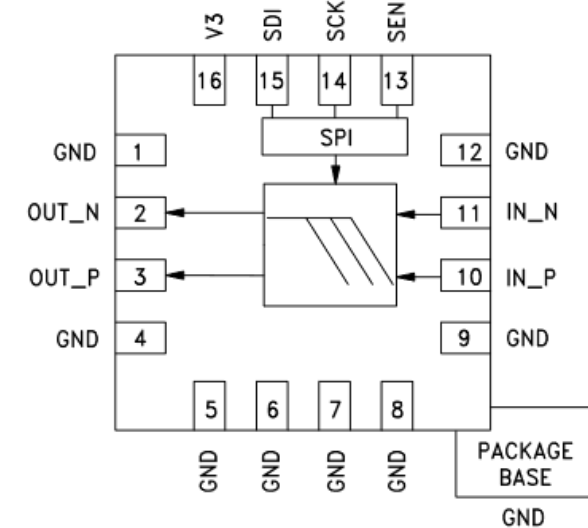 V3 SDI SCK SEN
16 15 14 13
SPI
GND 1 12 GND
OUT_N 2 11 IN_N
OUT_P 3 10 IN_P
GND 4 9 GND
5 6 7 8
GND GND GND GND
PACKAGE
BASE
GND